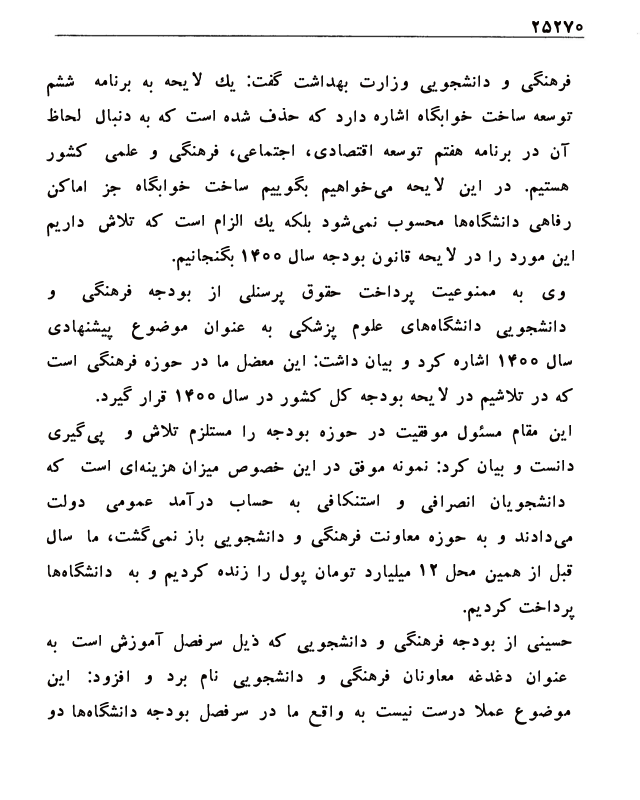 ۲۵۲۷۰
فرهنگی و دانشجویی وزارت بهداشت گفت: یك لایحه به برنامه ششم
توسعه ساخت خوابگاه اشاره دارد که حذف شده است که به دنبال لحاظ
آن در برنامه هفتم توسعه اقتصادی، اجتماعی، فرهنگی و علمی کشور
هستیم. در این لایحه می‌خواهیم بگوییم ساخت خوابگاه جز اماکن
رفاهی دانشگاه‌ها محسوب نمی‌شود بلکه یك الزام است که تلاش داریم
این مورد را در لایحه قانون بودجه سال ۱۴۰۰ بگنجانیم.
وی به ممنوعیت پرداخت حقوق پرسنلی از بودجه فرهنگی و
دانشجویی دانشگاه‌های علوم پزشکی به عنوان موضوع پیشنهادی
سال ۱۴۰۰ اشاره کرد و بیان داشت: این معضل ما در حوزه فرهنگی است
که در تلاشیم در لایحه بودجه کل کشور در سال ۱۴۰۰ قرار گیرد.
این مقام مسئول موفقیت در حوزه بودجه را مستلزم تلاش و پی‌گیری
دانست و بیان کرد: نمونه موفق در این خصوص میزان هزینه‌ای است که
دانشجویان انصرافی و استنکافی به حساب درآمد عمومی دولت
می‌دادند و به حوزه معاونت فرهنگی و دانشجویی باز نمی‌گشت، ما سال
قبل از همین محل ۱۲ میلیارد تومان پول را زنده کردیم و به دانشگاه‌ها
پرداخت کردیم.
حسینی از بودجه فرهنگی و دانشجویی که ذیل سرفصل آموزش است به
عنوان دغدغه معاونان فرهنگی و دانشجویی نام برد و افزود: این
موضوع عملا درست نیست به واقع ما در سرفصل بودجه دانشگاه‌ها دو